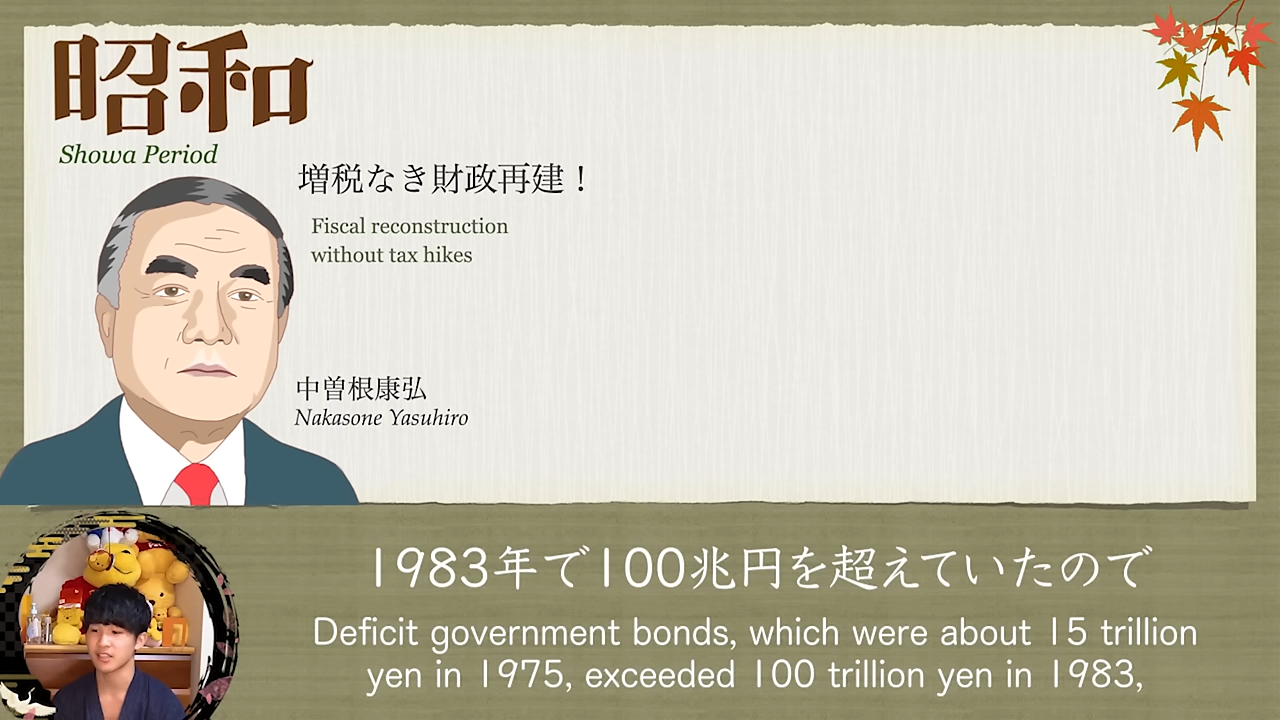 昭和
Showa Period
増税なき財政再建！
Fiscal reconstruction
without tax hikes
中曽根康弘
Nakasone Yasuhiro
1983年で100兆円を超えていたので
Deficit government bonds, which were about 15 trillion
yen in 1975, exceeded 100 trillion yen in 1983,